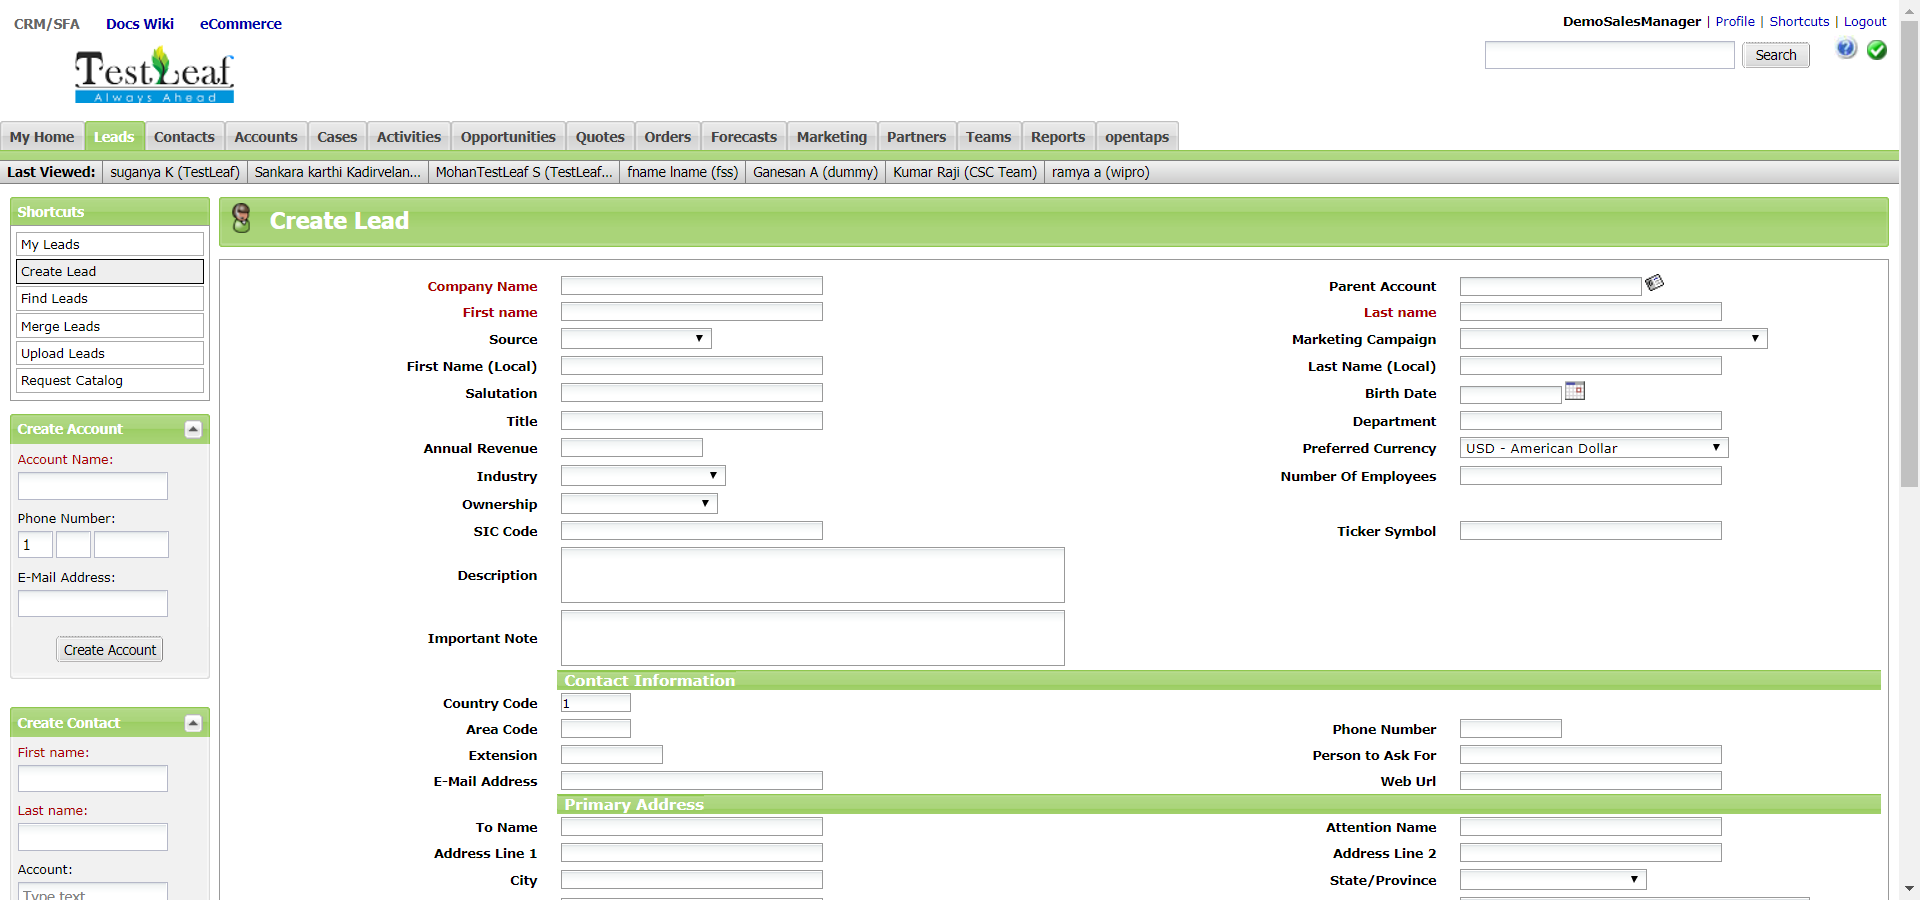 CRM/SFA Docs Wiki eCommerce
DemoSalesManager | Profile | Shortcuts | Logout
TestLeaf
Always Ahead
Search
My Home Leads Contacts Accounts Cases Activities Opportunities Quotes Orders Forecasts Marketing Partners Teams Reports opentaps
Last Viewed: suganya K (TestLeaf) Sankara karthi Kadirvelan... MohanTestLeaf S (TestLeaf... fname lname (fss) Ganesan A (dummy) Kumar Raji (CSC Team) ramya a (wipro)
Shortcuts
My Leads
Create Lead
Find Leads
Merge Leads
Upload Leads
Request Catalog
Create Account
Account Name:
Phone Number:
1
E-Mail Address:
Create Account
Create Contact
First name:
Last name:
Account:
Type text
Create Lead
Company Name Parent Account
First name Last name
Source Marketing Campaign
First Name (Local) Last Name (Local)
Salutation Birth Date
Title Department
Annual Revenue Preferred Currency USD - American Dollar
Industry Number Of Employees
Ownership
SIC Code Ticker Symbol
Description
Important Note
Contact Information
Country Code 1
Area Code Phone Number
Extension Person to Ask For
E-Mail Address Web Url
Primary Address
To Name Attention Name
Address Line 1 Address Line 2
City State/Province